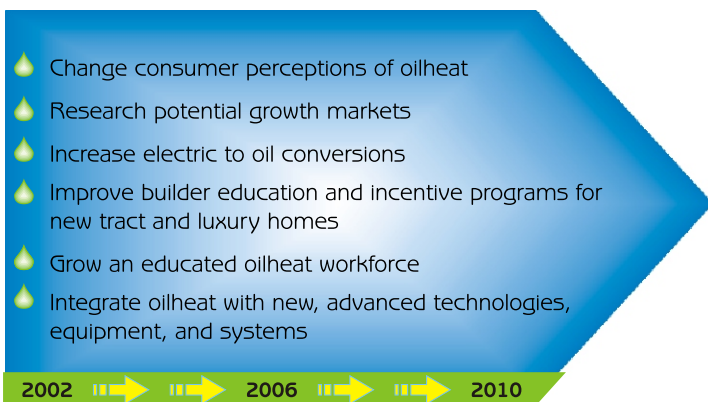 Change consumer perceptions of oilheat
Research potential growth markets
Increase electric to oil conversions
Improve builder education and incentive programs for
new tract and luxury homes
Grow an educated oilheat workforce
Integrate oilheat with new, advanced technologies,
equipment, and systems
2002 2006 2010